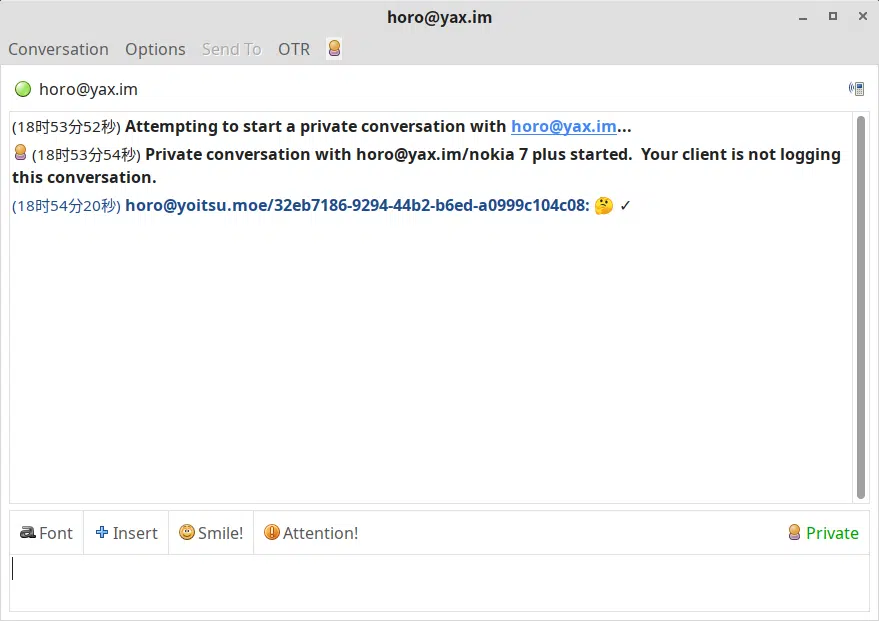 horo@yax.im
Conversation Options Send To OTR
horo@yax.im
(18时53分52秒) Attempting to start a private conversation with horo@yax.im...
(18时53分54秒) Private conversation with horo@yax.im/nokia 7 plus started.  Your client is not logging
this conversation.
(18时54分20秒) horo@yoitsu.moe/32eb7186-9294-44b2-b6ed-a0999c104c08: 🤔 ✓
Font Insert Smile! Attention! Private